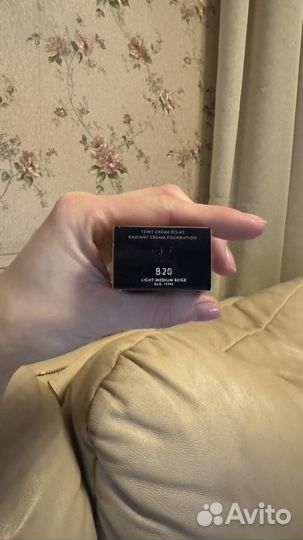 TEINT CRÈME ÉCLAT
RADIANT CREAM FOUNDATION
B20
LIGHT MEDIUM BEIGE
Avito